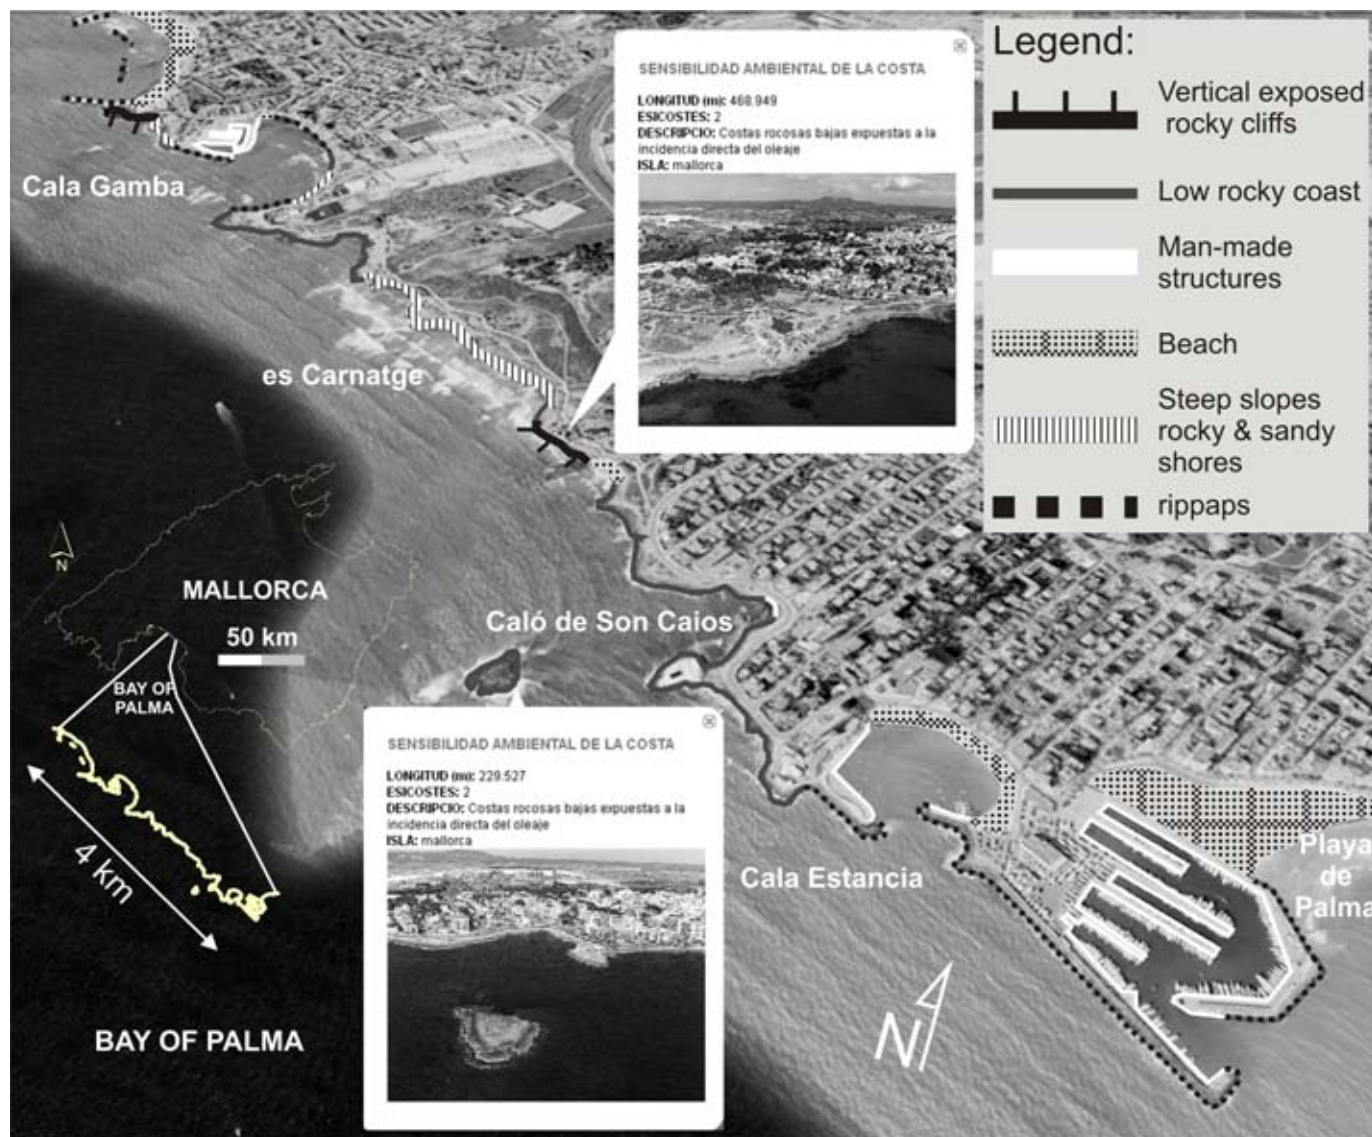 Legend:
Vertical exposed
rocky cliffs
Low rocky coast
Man-made
structures
Beach
Steep slopes
rocky & sandy
shores
rippaps
SENSIBILIDAD AMBIENTAL DE LA COSTA
LONGITUD (m): 468.949
ESICOSTES: 2
DESCRIPCIO: Costas rocosas bajas expuestas a la
incidencia directa del oleaje
ISLA: mallorca
Cala Gamba
es Carnatge
N
MALLORCA
50 km
Caló de Son Caios
BAY OF
PALMA
4 km
SENSIBILIDAD AMBIENTAL DE LA COSTA
LONGITUD (m): 229.527
ESICOSTES: 2
DESCRIPCIO: Costas rocosas bajas expuestas a la
incidencia directa del oleaje
ISLA: mallorca
Cala Estancia
Playa
de
Palma
N
BAY OF PALMA